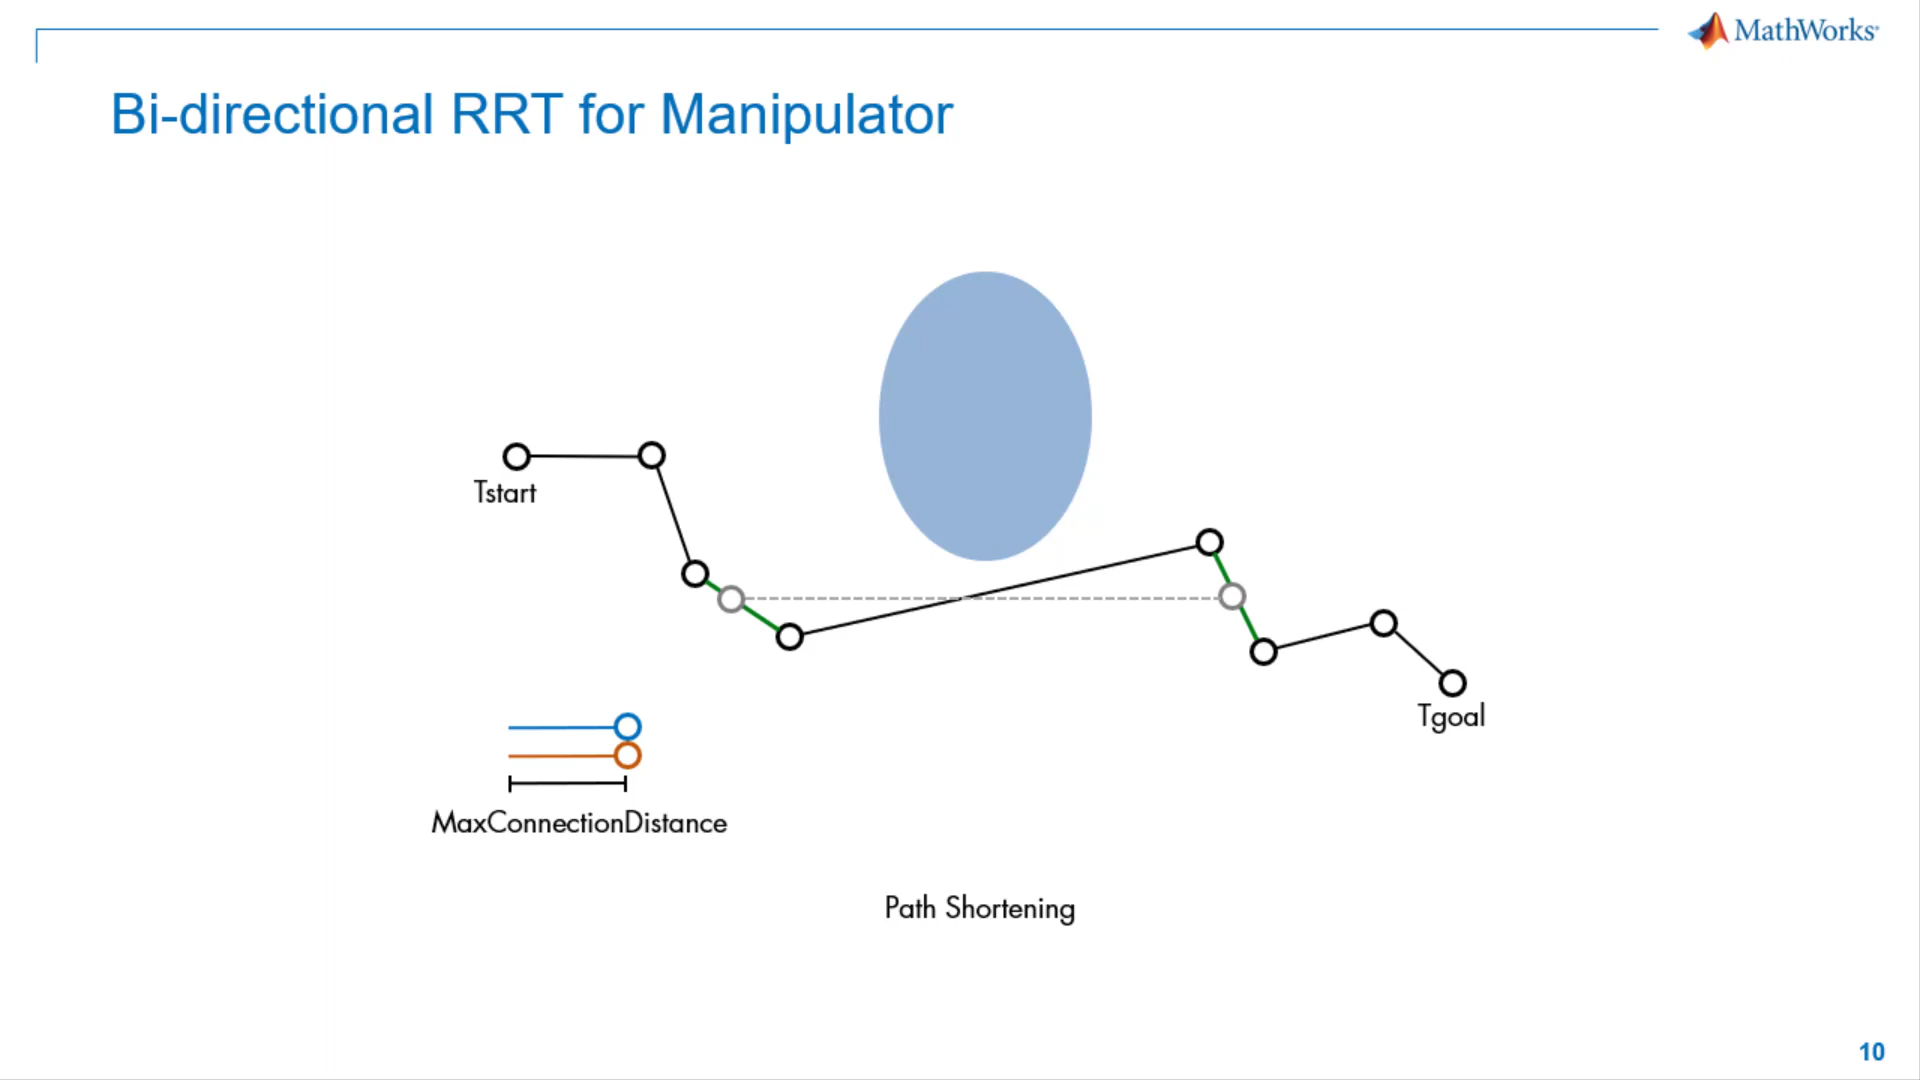 MathWorks®
Bi-directional RRT for Manipulator
Tstart
Tgoal
MaxConnectionDistance
Path Shortening
10